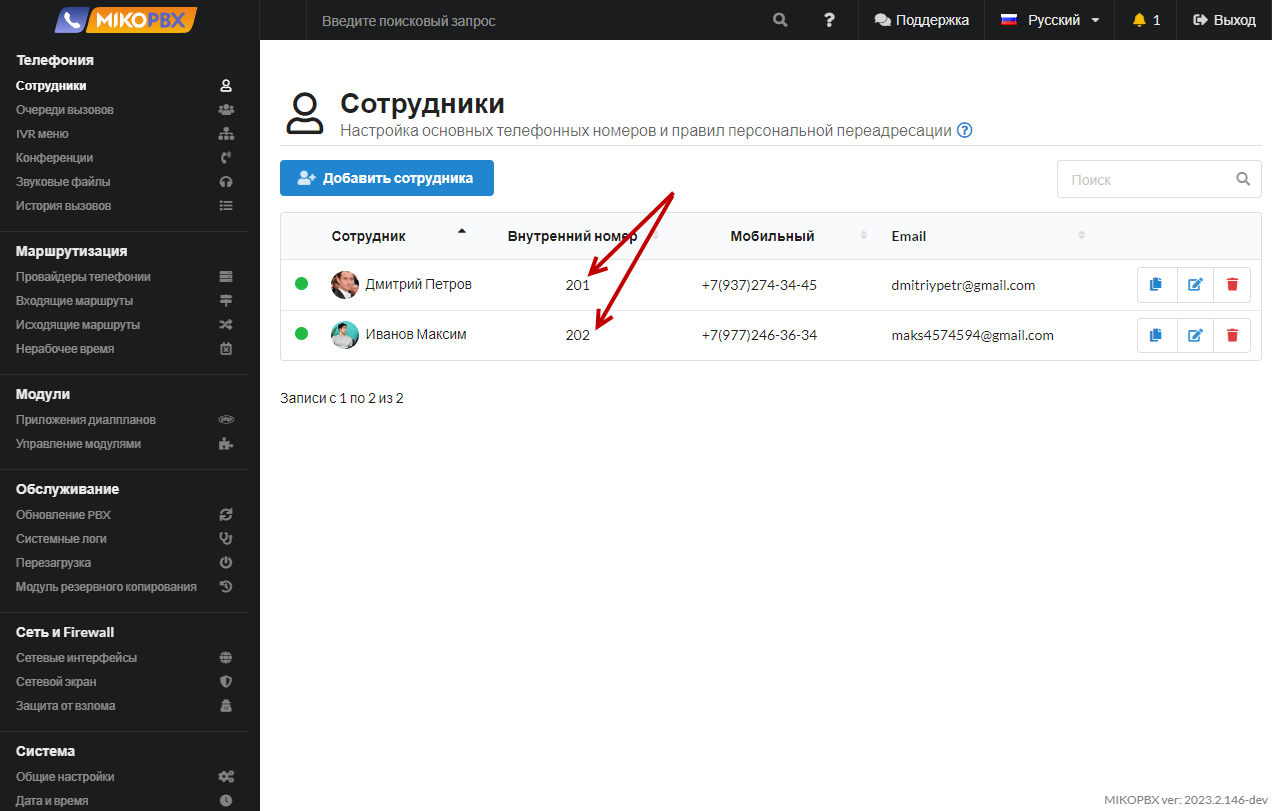 MIKOPBX
Введите поисковый запрос
?
Поддержка
Русский
1
Выход
Телефония
Сотрудники
Очереди вызовов
IVR меню
Конференции
Звуковые файлы
История вызовов
Маршрутизация
Провайдеры телефонии
Входящие маршруты
Исходящие маршруты
Нерабочее время
Модули
Приложения диалпланов
php
Управление модулями
Обслуживание
Обновление PBX
Системные логи
Перезагрузка
Модуль резервного копирования
Сеть и Firewall
Сетевые интерфейсы
Сетевой экран
Защита от взлома
Система
Общие настройки
Дата и время
Сотрудники
Настройка основных телефонных номеров и правил персональной переадресации ?
Добавить сотрудника
Поиск
Сотрудник Внутренний номер Мобильный Email
Дмитрий Петров 201 +7(937)274-34-45 dmitriypetr@gmail.com
Иванов Максим 202 +7(977)246-36-34 maks4574594@gmail.com
Записи с 1 по 2 из 2
MIKOPBX ver: 2023.2.146-dev